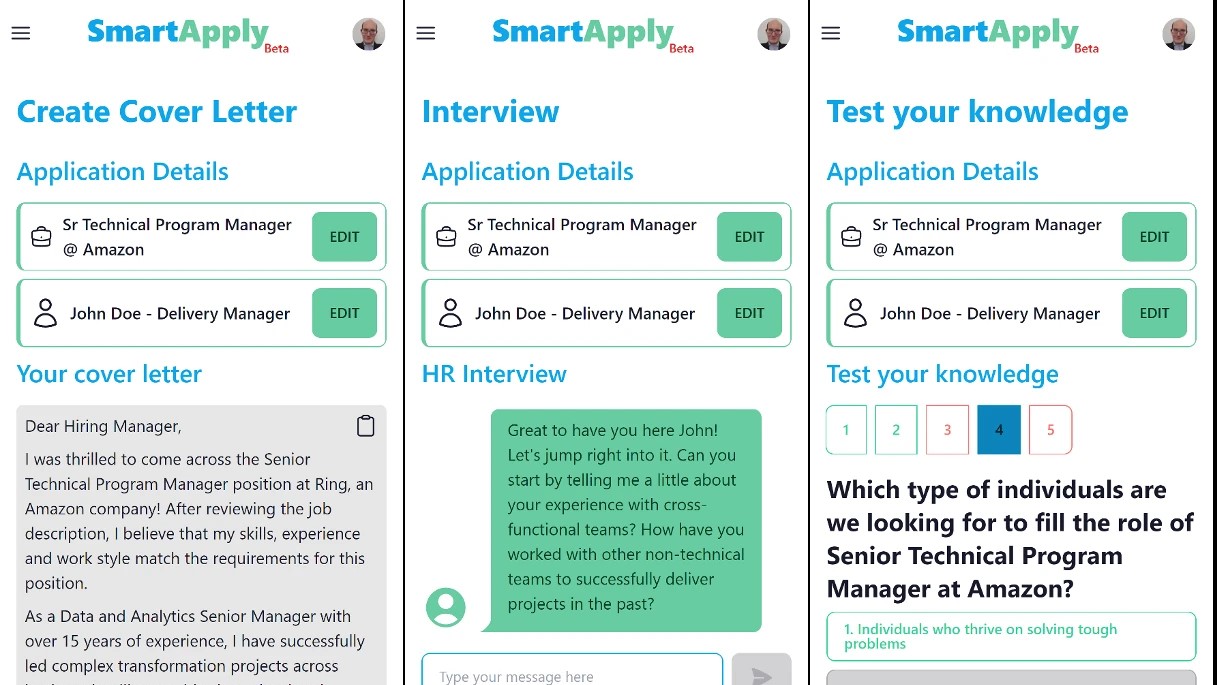 SmartApply
Beta
Create Cover Letter
Application Details
Sr Technical Program Manager
@ Amazon
EDIT
John Doe - Delivery Manager
EDIT
Your cover letter
Dear Hiring Manager,
I was thrilled to come across the Senior
Technical Program Manager position at Ring, an
Amazon company! After reviewing the job
description, I believe that my skills, experience
and work style match the requirements for this
position.
As a Data and Analytics Senior Manager with
over 15 years of experience, I have successfully
led complex transformation projects across
SmartApply
Beta
Interview
Application Details
Sr Technical Program Manager
@ Amazon
EDIT
John Doe - Delivery Manager
EDIT
HR Interview
Great to have you here John!
Let's jump right into it. Can you
start by telling me a little about
your experience with cross-
functional teams? How have you
worked with other non-technical
teams to successfully deliver
projects in the past?
Type your message here
SmartApply
Beta
Test your knowledge
Application Details
Sr Technical Program Manager
@ Amazon
EDIT
John Doe - Delivery Manager
EDIT
Test your knowledge
1 2 3 4 5
Which type of individuals are
we looking for to fill the role of
Senior Technical Program
Manager at Amazon?
1. Individuals who thrive on solving tough
problems